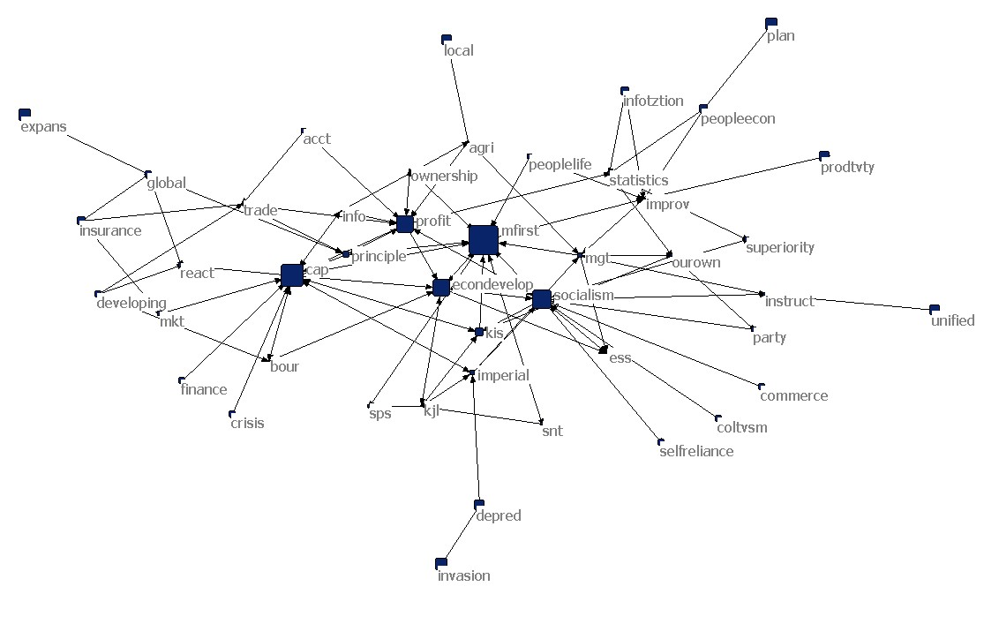 plan
local
infotztion
peopleecon
expans
acct
agri
peoplelife
prodtvty
global
ownership
statistics
trade
info
profit
improv
insurance
mfirst
superiority
principle
mgt
ourown
react
cap
econdevelop
socialism
developing
instruct
mkt
unified
kis
party
bour
ess
finance
imperial
commerce
crisis
sps
kjl
snt
coltvsm
selfreliance
depred
invasion